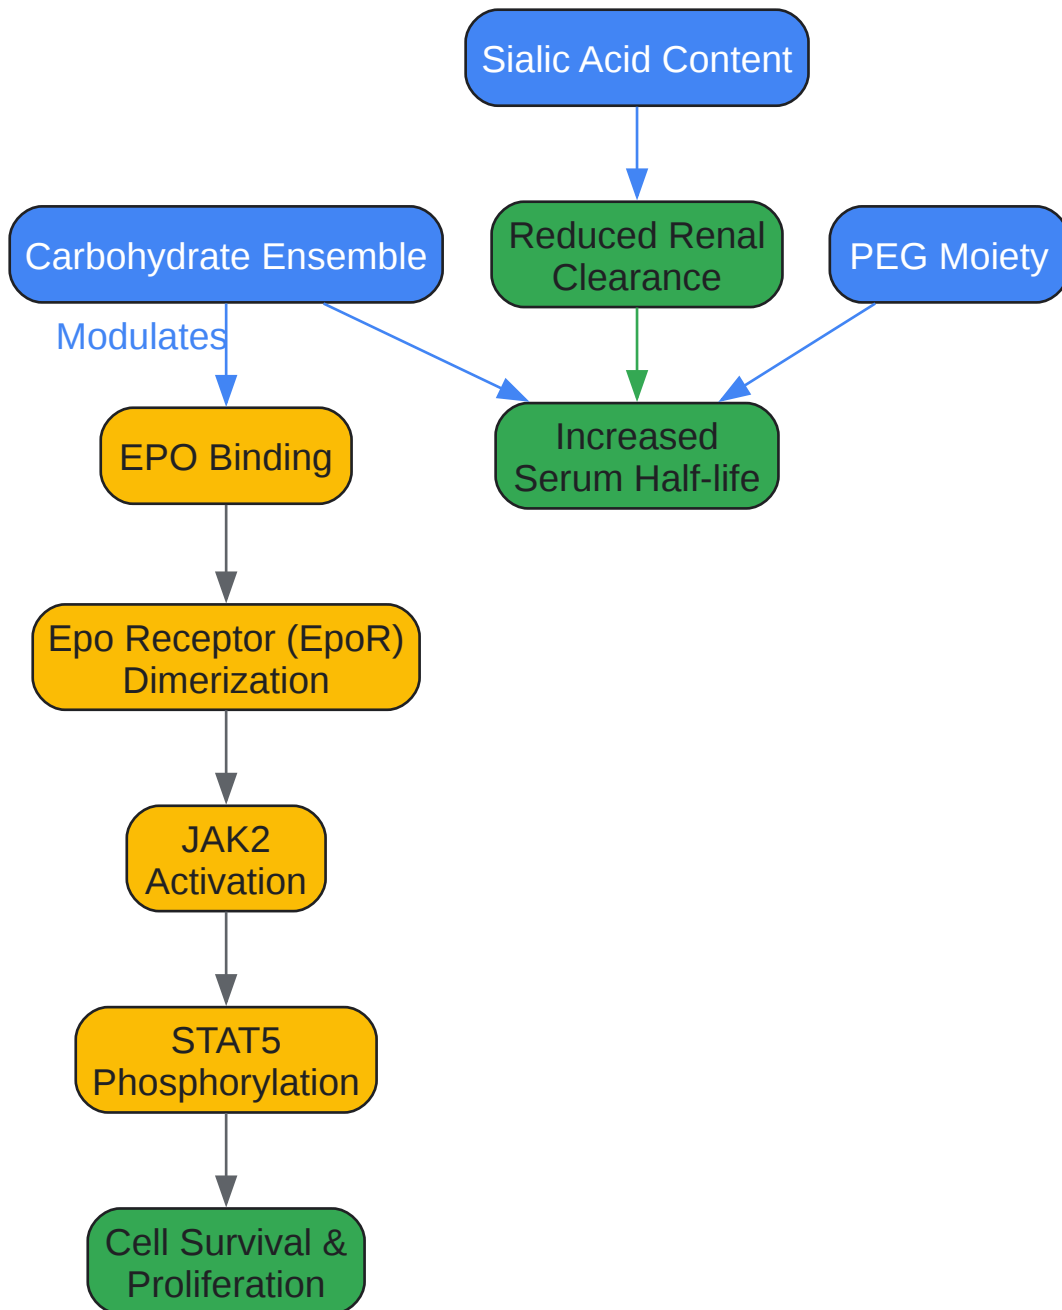 Sialic Acid Content
Carbohydrate Ensemble
Reduced Renal
Clearance
PEG Moiety
Modulates
EPO Binding
Increased
Serum Half-life
Epo Receptor (EpoR)
Dimerization
JAK2
Activation
STAT5
Phosphorylation
Cell Survival &
Proliferation